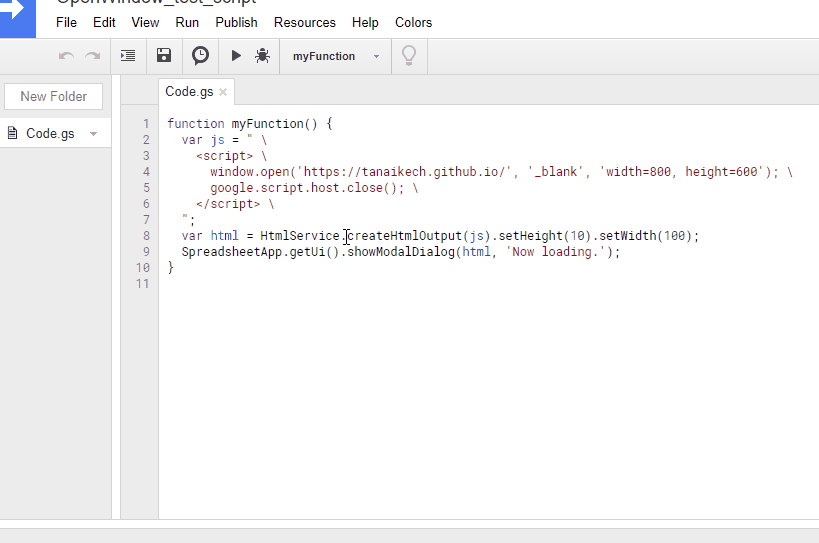 OpenWindow_test_script
File Edit View Run Publish Resources Help Colors
myFunction
New Folder
Code.gs ×
Code.gs
1 function myFunction() {
2 var js = " \
3 <script> \
4 window.open('https://tanaikech.github.io/', '_blank', 'width=800, height=600'); \
5 google.script.host.close(); \
6 </script> \
7 ";
8 var html = HtmlService.createHtmlOutput(js).setHeight(10).setWidth(100);
9 SpreadsheetApp.getUi().showModalDialog(html, 'Now loading.');
10 }
11